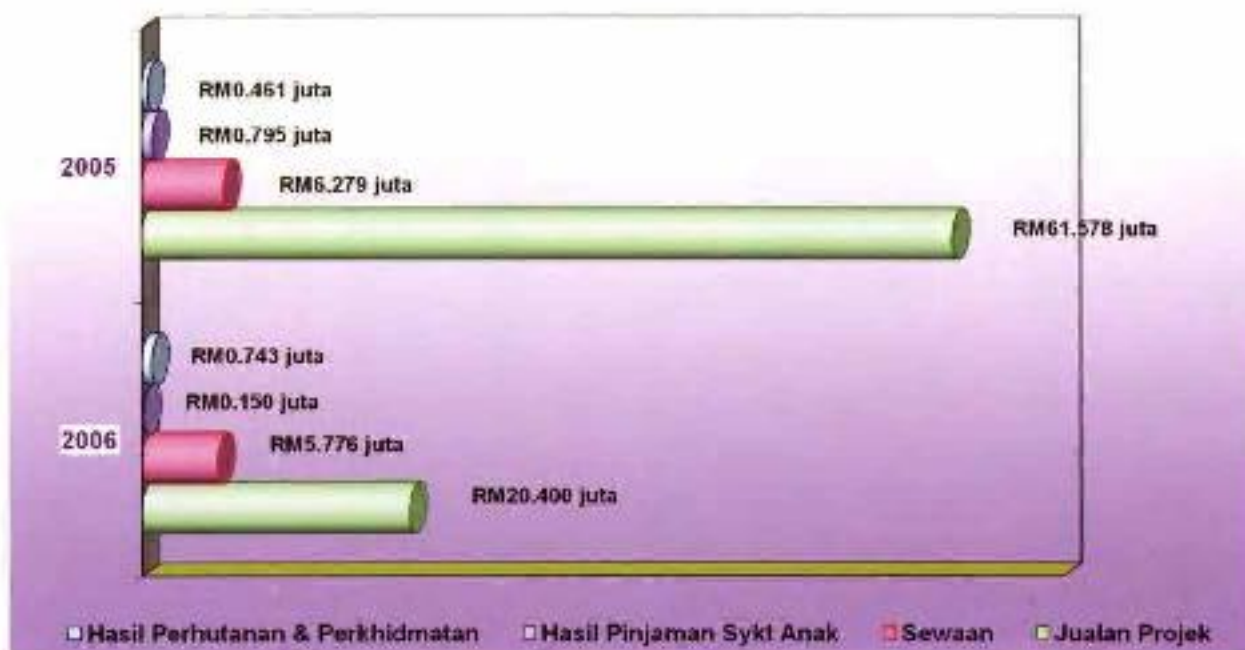 RM0.461 juta
RM0.795 juta
2005
RM6.279 juta
RM61.578 juta
RM0.743 juta
RM0.150 juta
2006
RM5.776 juta
RM20.400 juta
Hasil Perhutanan & Perkhidmatan Hasil Pinjaman Sykt Anak Sewaan Jualan Projek